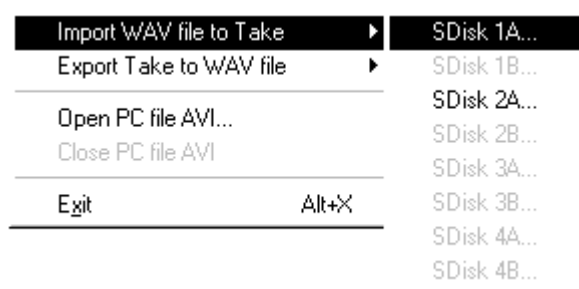 Import WAV file to Take
Export Take to WAV file
Open PC file AVI...
Close PC file AVI
Exit Alt+X
SDisk 1A...
SDisk 1B...
SDisk 2A...
SDisk 2B...
SDisk 3A...
SDisk 3B...
SDisk 4A...
SDisk 4B...